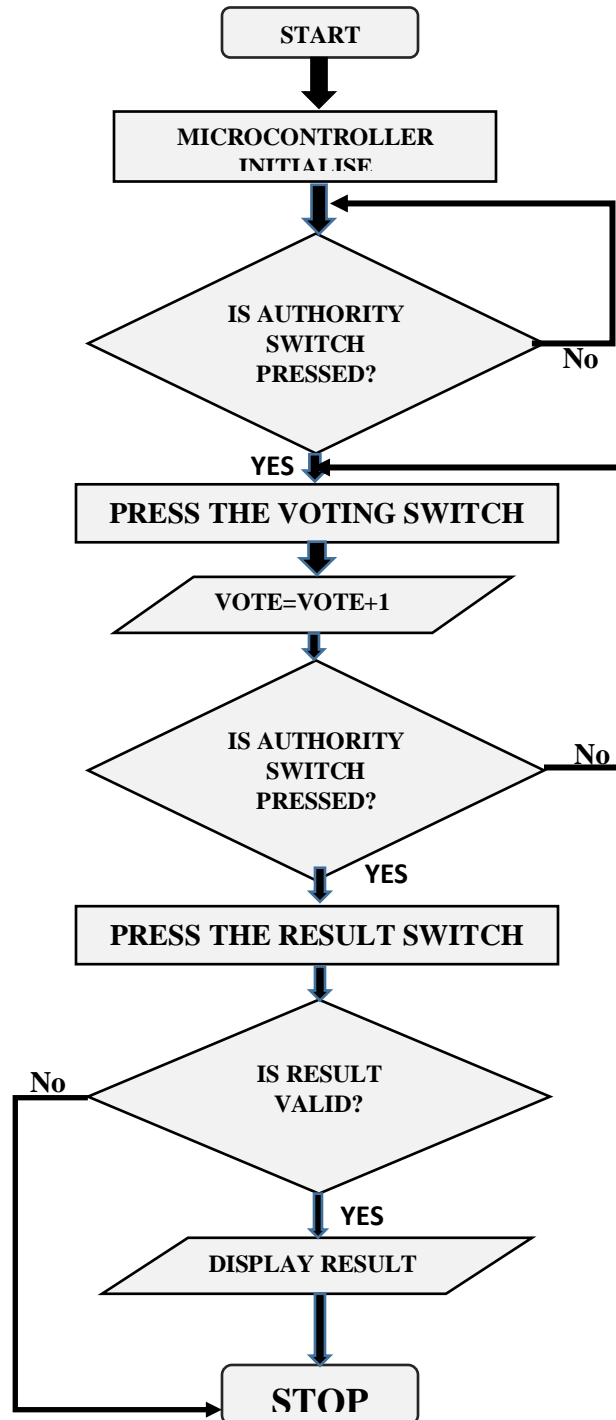 START
MICROCONTROLLER
INITIALISE
IS AUTHORITY
SWITCH
PRESSED?
No
YES
PRESS THE VOTING SWITCH
VOTE=VOTE+1
IS AUTHORITY
SWITCH
PRESSED?
No
YES
PRESS THE RESULT SWITCH
No
IS RESULT
VALID?
YES
DISPLAY RESULT
STOP